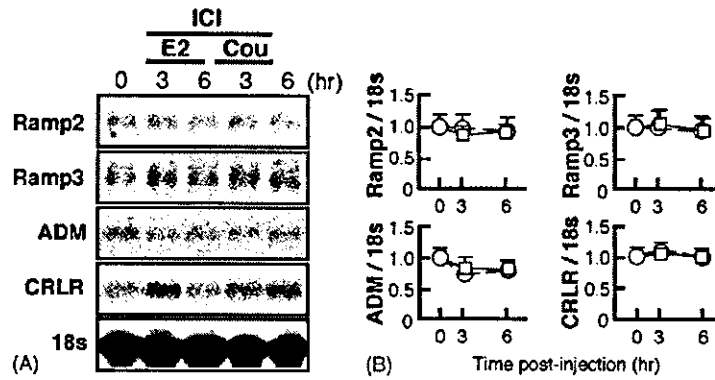 ICI
E2 Cou
0 3 6 3 6 (hr)
Ramp2
Ramp3
ADM
CRLR
18s
(A)
Ramp2 / 18s
1.5
1.0
0.5
0
0 3 6
Ramp3 / 18s
1.5
1.0
0.5
0
0 3 6
ADM / 18s
1.5
1.0
0.5
0
0 3 6
CRLR / 18s
1.5
1.0
0.5
0
0 3 6
(B)
Time post-injection (hr)